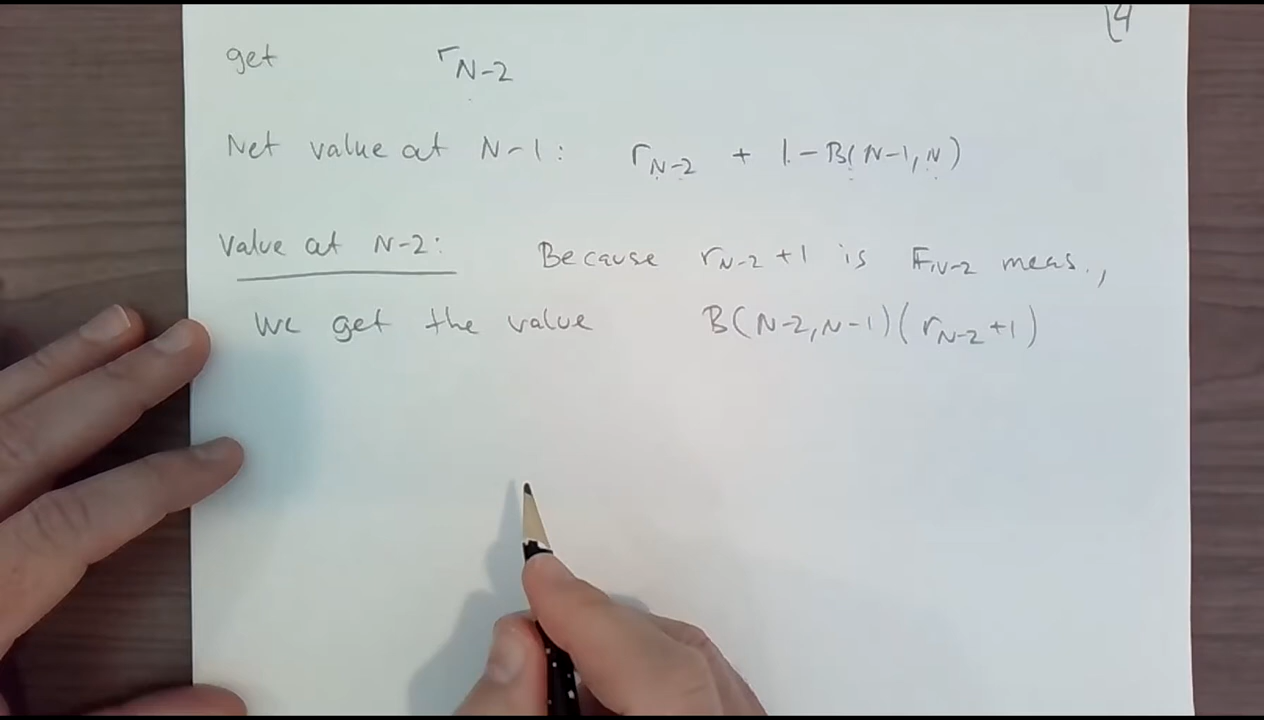 14
get r_{N-2}
Net value at N-1: r_{N-2} + 1 - B(N-1, N)
Value at N-2: Because r_{N-2} + 1 is F_{N-2} meas.,
we get the value B(N-2, N-1)(r_{N-2} + 1)